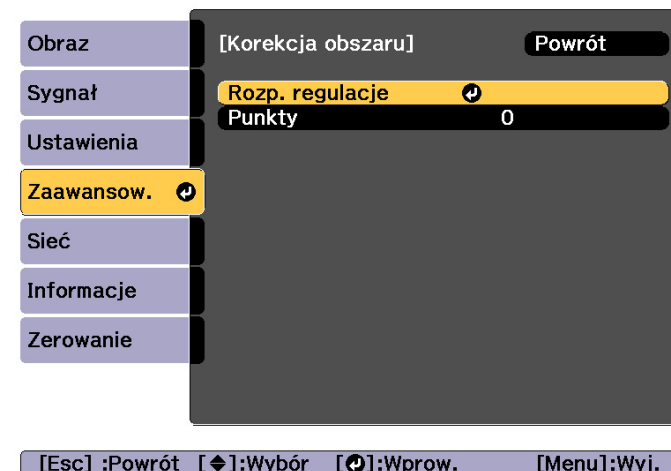 Obraz
Sygnał
Ustawienia
Zaawansow.
Sieć
Informacje
Zerowanie
[Korekcja obszaru] Powrót
Rozp. regulacje
Punkty 0
[Esc] :Powrót [◆]:Wybór [↵]:Wprow. [Menu]:Wyj.